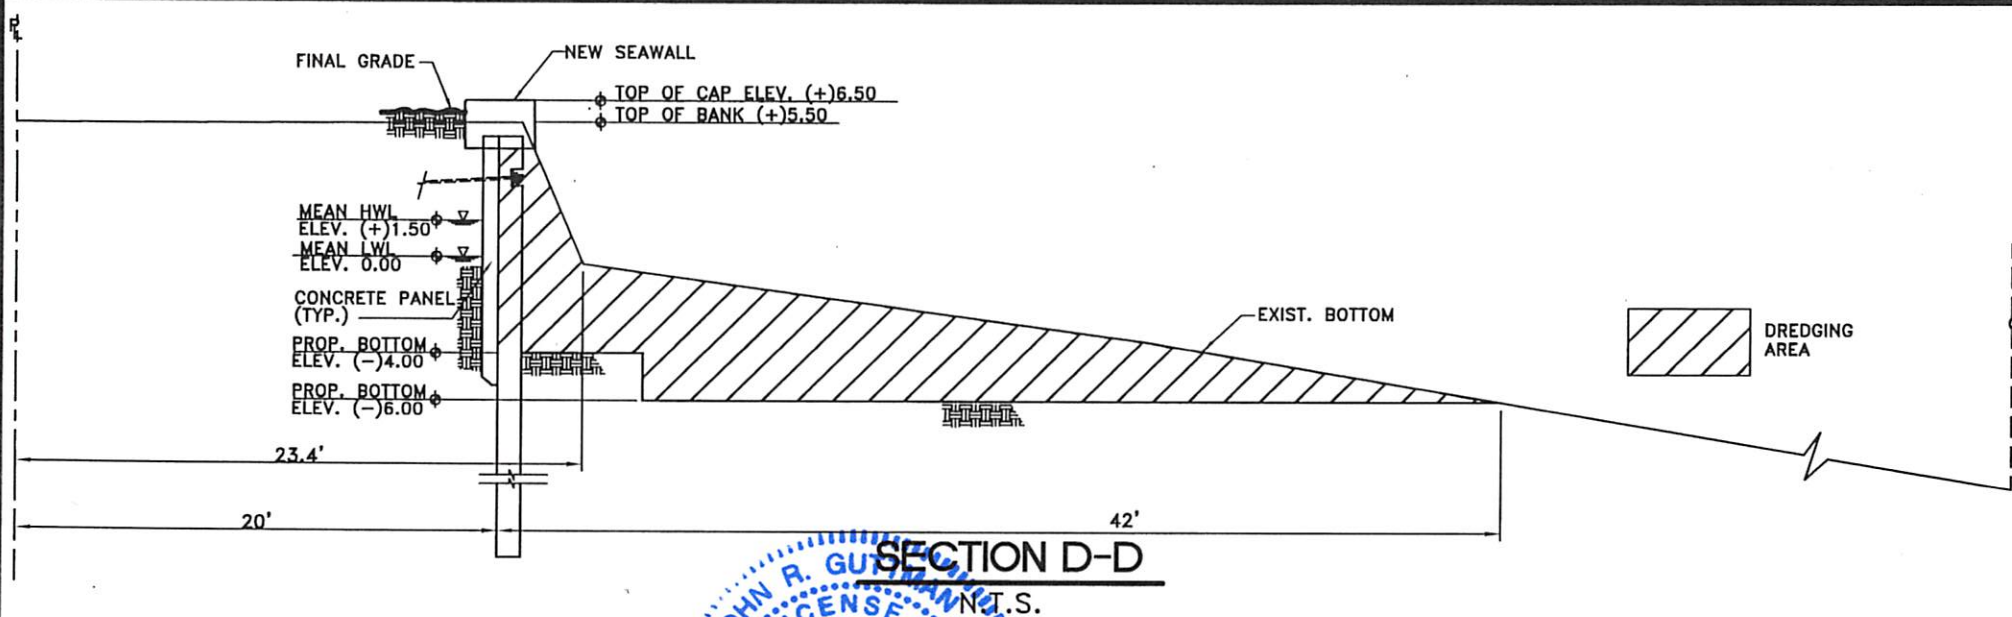 PL
FINAL GRADE
NEW SEAWALL
TOP OF CAP ELEV. (+)6.50
TOP OF BANK (+)5.50
MEAN HWL
ELEV. (+)1.50
MEAN LWL
ELEV. 0.00
CONCRETE PANEL
(TYP.)
PROP. BOTTOM
ELEV. (-)4.00
PROP. BOTTOM
ELEV. (-)6.00
EXIST. BOTTOM
DREDGING
AREA
23.4'
20'
42'
SECTION D-D
N.T.S.
R. GUTTMAN